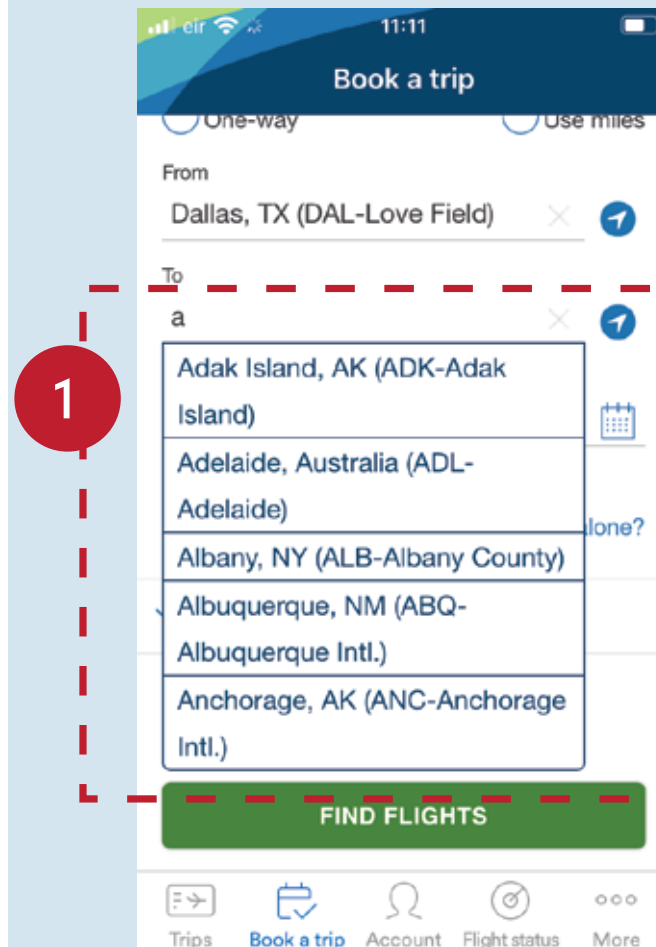 eir 11:11
Book a trip
One-way Use miles
From
Dallas, TX (DAL-Love Field)
To
a
1
Adak Island, AK (ADK-Adak
Island)
Adelaide, Australia (ADL-
Adelaide)
alone?
Albany, NY (ALB-Albany County)
Albuquerque, NM (ABQ-
Albuquerque Intl.)
Anchorage, AK (ANC-Anchorage
Intl.)
FIND FLIGHTS
Trips Book a trip Account Flight status More